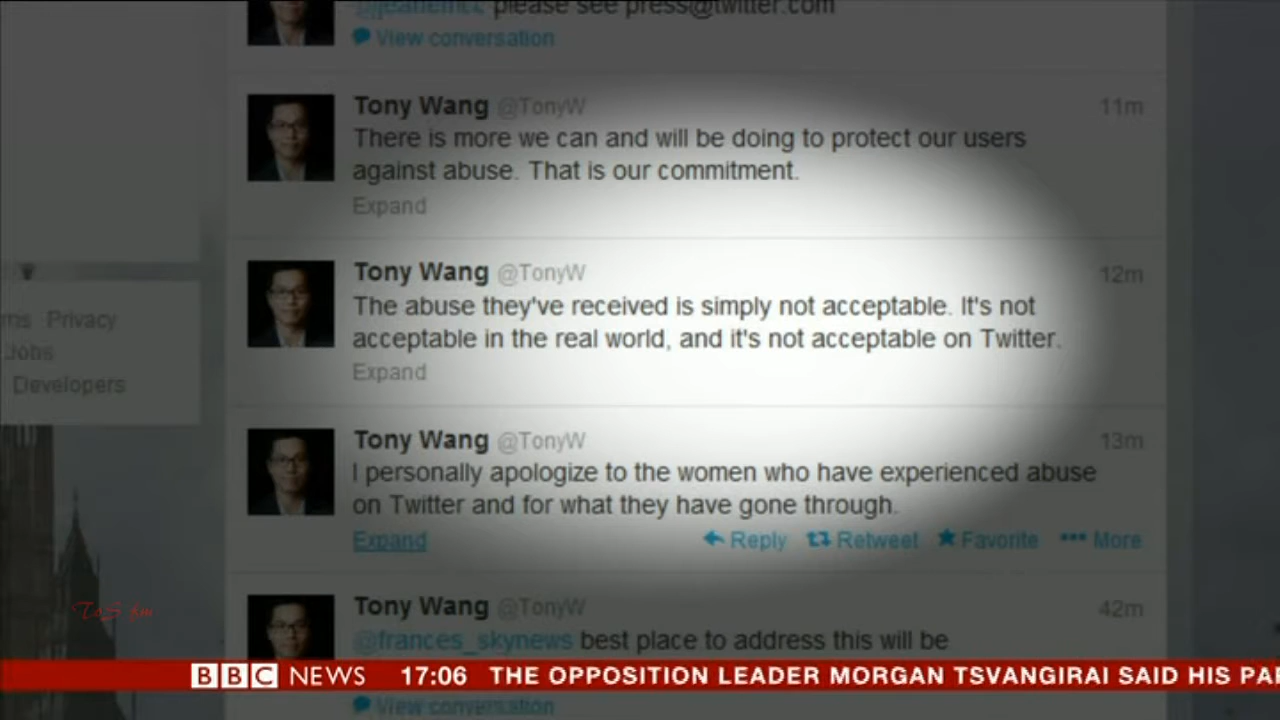 please see press@twitter.com
View conversation
Tony Wang @TonyW 11m
There is more we can and will be doing to protect our users
against abuse. That is our commitment.
Expand
Tony Wang @TonyW 12m
The abuse they've received is simply not acceptable. It's not
acceptable in the real world, and it's not acceptable on Twitter.
Expand
Tony Wang @TonyW 13m
I personally apologize to the women who have experienced abuse
on Twitter and for what they have gone through.
Expand Reply Retweet Favorite More
Tony Wang @TonyW 42m
@frances_skynews best place to address this will be
View conversation
ms Privacy
Jobs
Developers
BBC NEWS 17:06 THE OPPOSITION LEADER MORGAN TSVANGIRAI SAID HIS PA